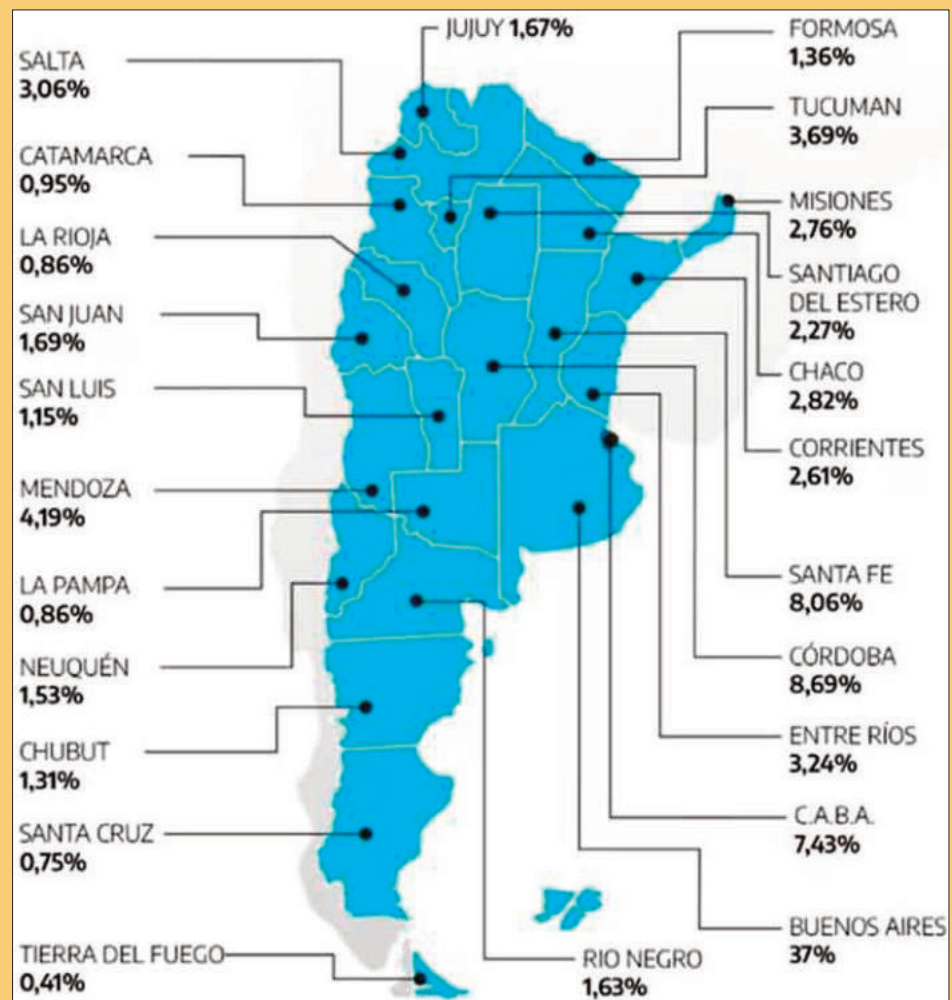 JUJUY 1,67%
SALTA
3,06%
CATAMARCA
0,95%
LA RIOJA
0,86%
SAN JUAN
1,69%
SAN LUIS
1,15%
MENDOZA
4,19%
LA PAMPA
0,86%
NEUQUÉN
1,53%
CHUBUT
1,31%
SANTA CRUZ
0,75%
TIERRA DEL FUEGO
0,41%
FORMOSA
1,36%
TUCUMAN
3,69%
MISIONES
2,76%
SANTIAGO
DEL ESTERO
2,27%
CHACO
2,82%
CORRIENTES
2,61%
SANTA FE
8,06%
CÓRDOBA
8,69%
ENTRE RÍOS
3,24%
C.A.B.A.
7,43%
BUENOS AIRES
37%
RIO NEGRO
1,63%